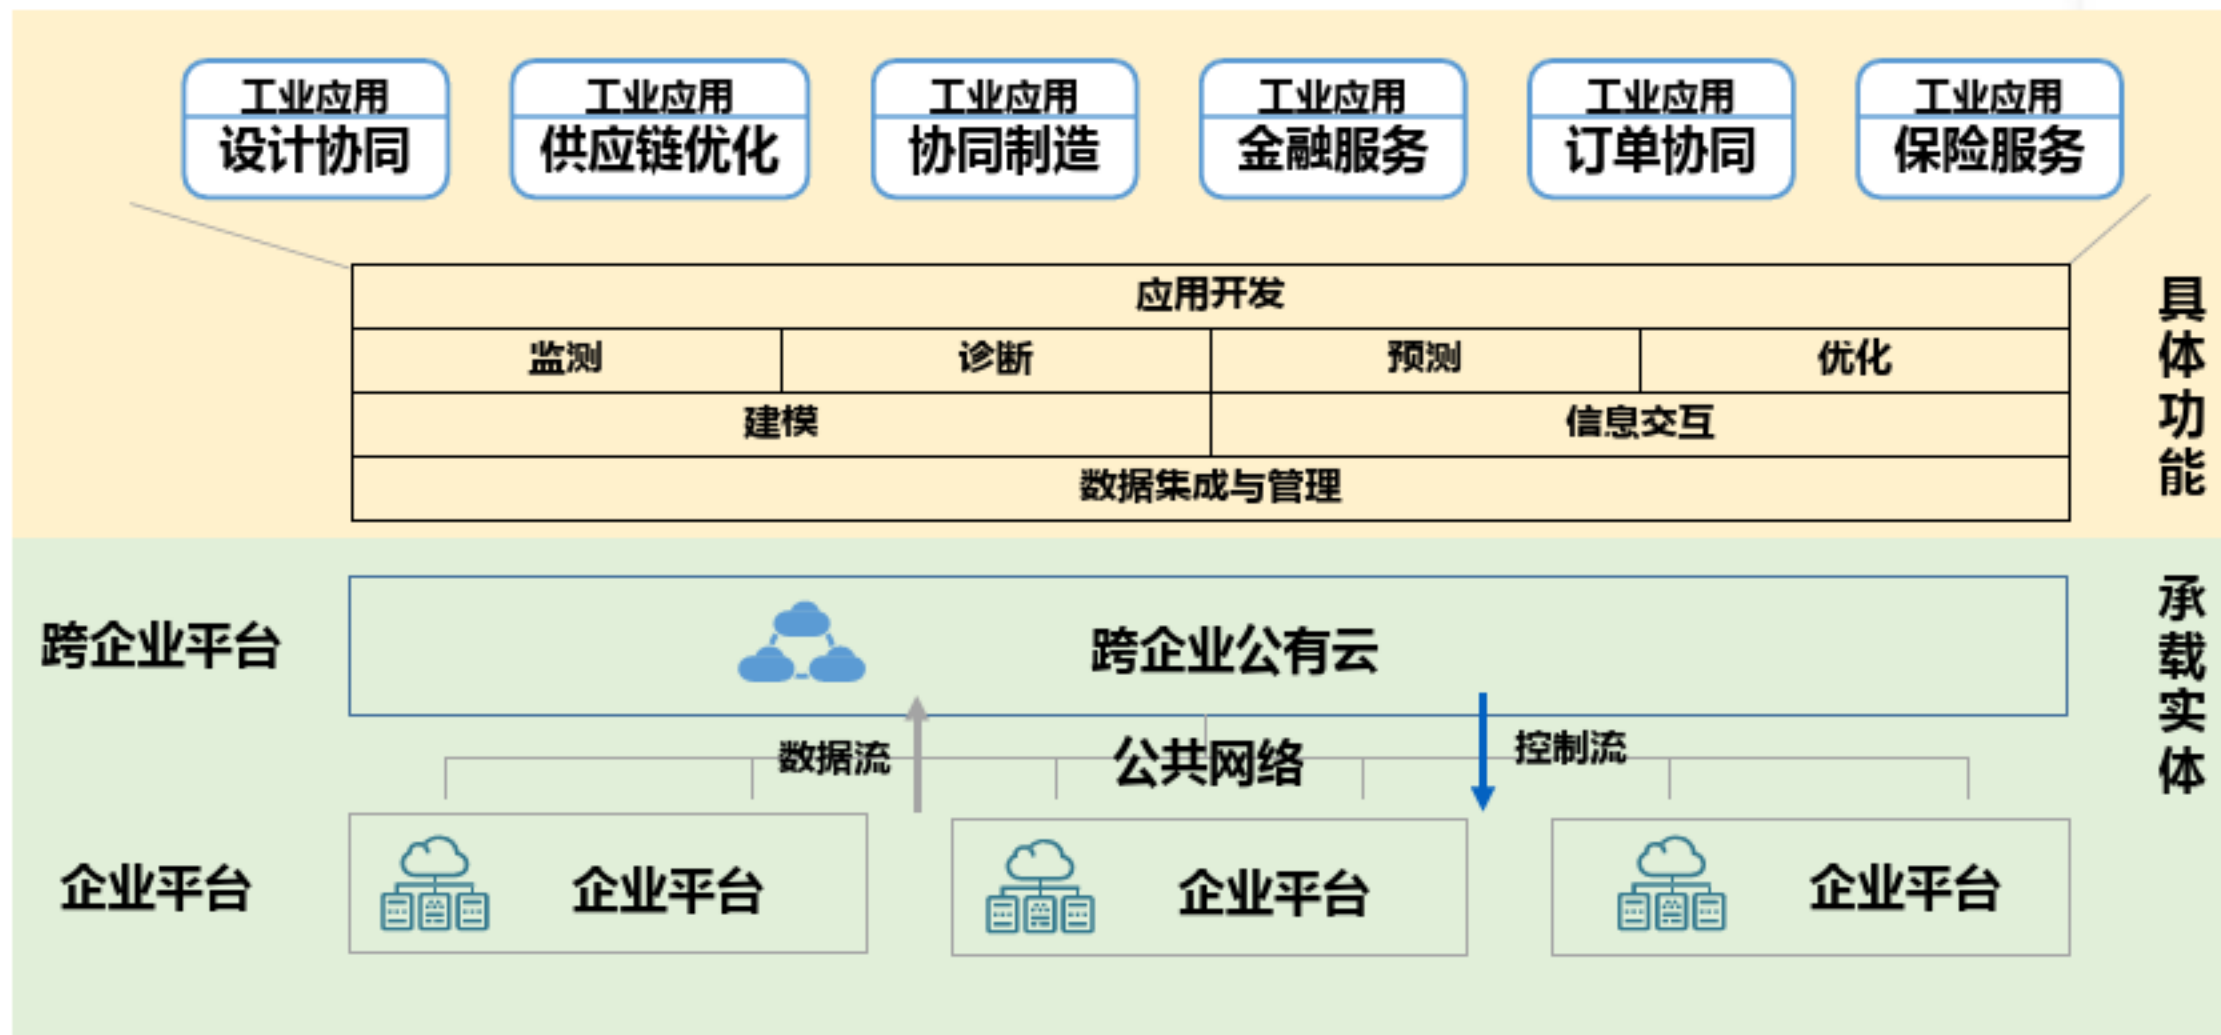 工业应用
设计协同
工业应用
供应链优化
工业应用
协同制造
工业应用
金融服务
工业应用
订单协同
工业应用
保险服务
应用开发
监测
诊断
预测
优化
建模
信息交互
数据集成与管理
具体功能
跨企业平台
跨企业公有云
承载实体
数据流
公共网络
控制流
企业平台
企业平台
企业平台
企业平台